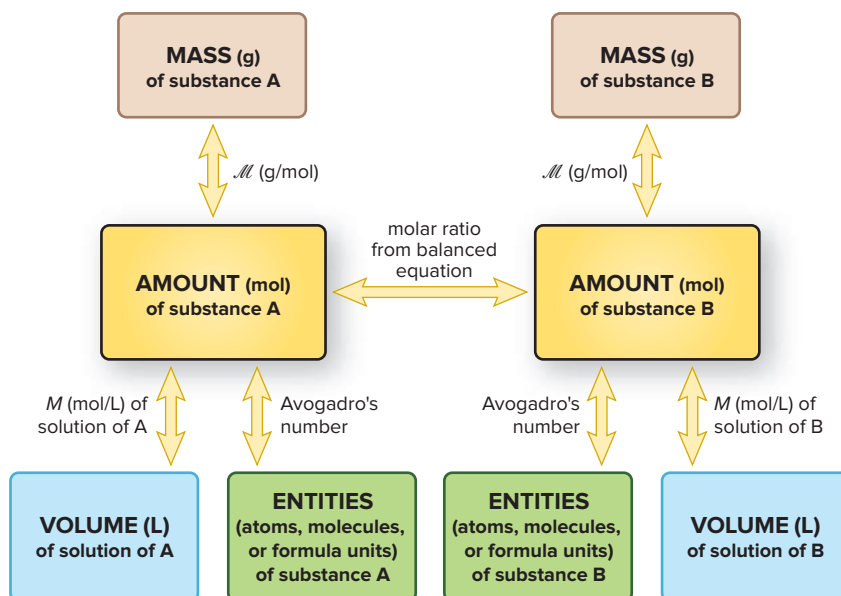 MASS (g)
of substance A
MASS (g)
of substance B
ℳ (g/mol)
ℳ (g/mol)
molar ratio
from balanced
equation
AMOUNT (mol)
of substance A
AMOUNT (mol)
of substance B
M (mol/L) of
solution of A
Avogadro's
number
Avogadro's
number
M (mol/L) of
solution of B
VOLUME (L)
of solution of A
ENTITIES
(atoms, molecules,
or formula units)
of substance A
ENTITIES
(atoms, molecules,
or formula units)
of substance B
VOLUME (L)
of solution of B